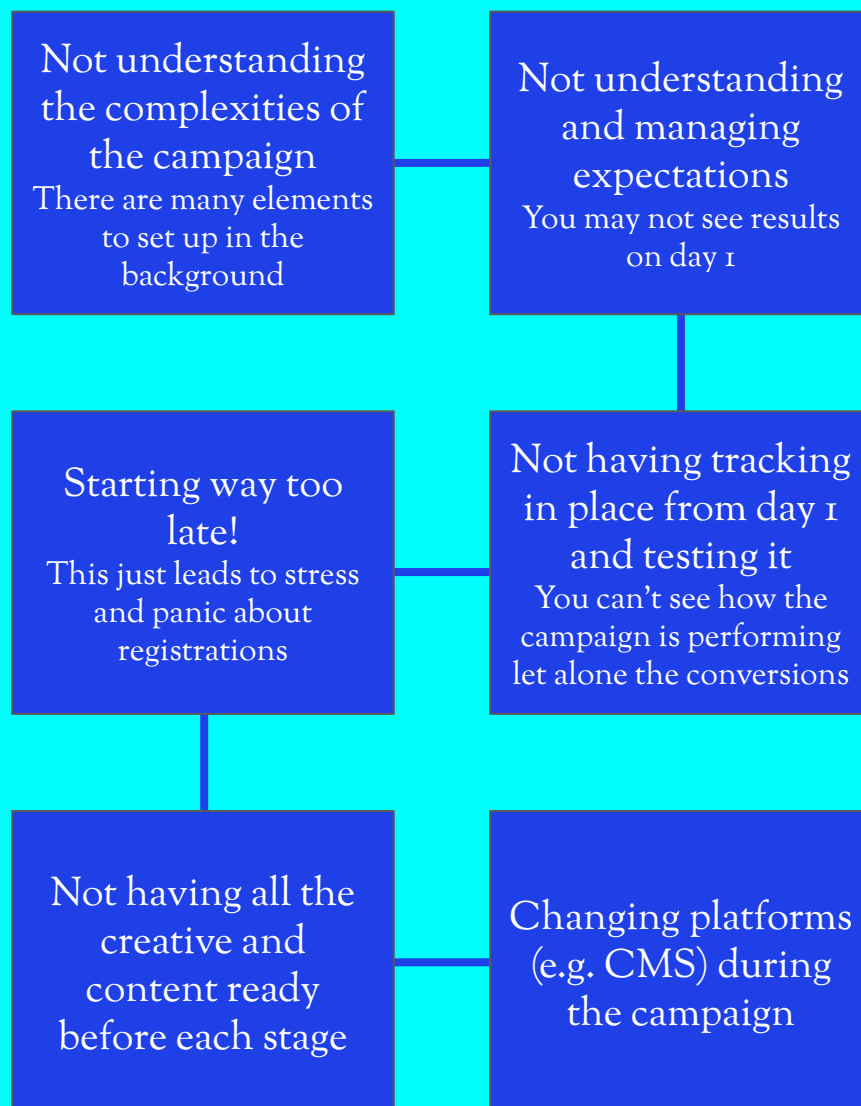 Not understanding
the complexities of
the campaign
There are many elements
to set up in the
background
Not understanding
and managing
expectations
You may not see results
on day 1
Not having tracking
in place from day 1
and testing it
You can’t see how the
campaign is performing
let alone the conversions
Starting way too
late!
This just leads to stress
and panic about
registrations
Not having all the
creative and
content ready
before each stage
Changing platforms
(e.g. CMS) during
the campaign